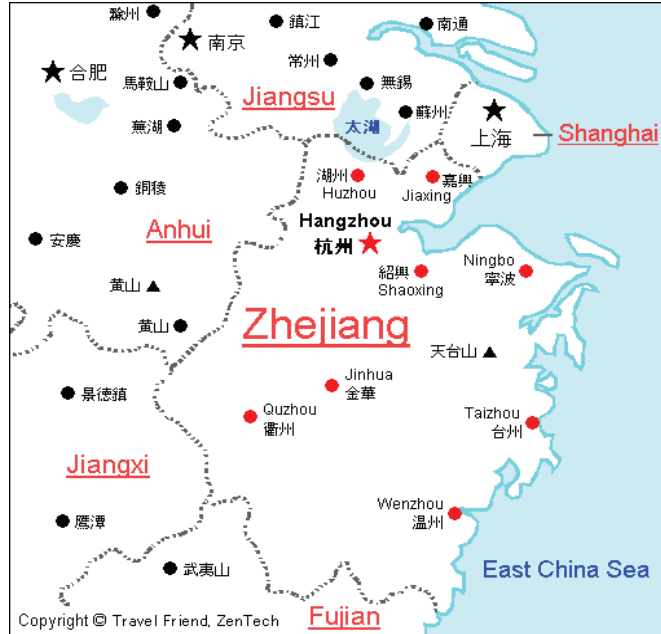 滁州
南京
鎮江
南通
合肥
常州
馬鞍山
無錫
Jiangsu
蘇州
蕪湖
太湖
上海
Shanghai
湖州
Huzhou
嘉興
Jiaxing
銅稜
Hangzhou
杭州
Anhui
安慶
紹興
Shaoxing
Ningbo
寧波
黃山
黃山
Zhejiang
天台山
Jinhua
金華
景德鎮
Quzhou
衢州
Taizhou
台州
Jiangxi
Wenzhou
温州
鷹潭
武夷山
East China Sea
Fujian
Copyright © Travel Friend, ZenTech